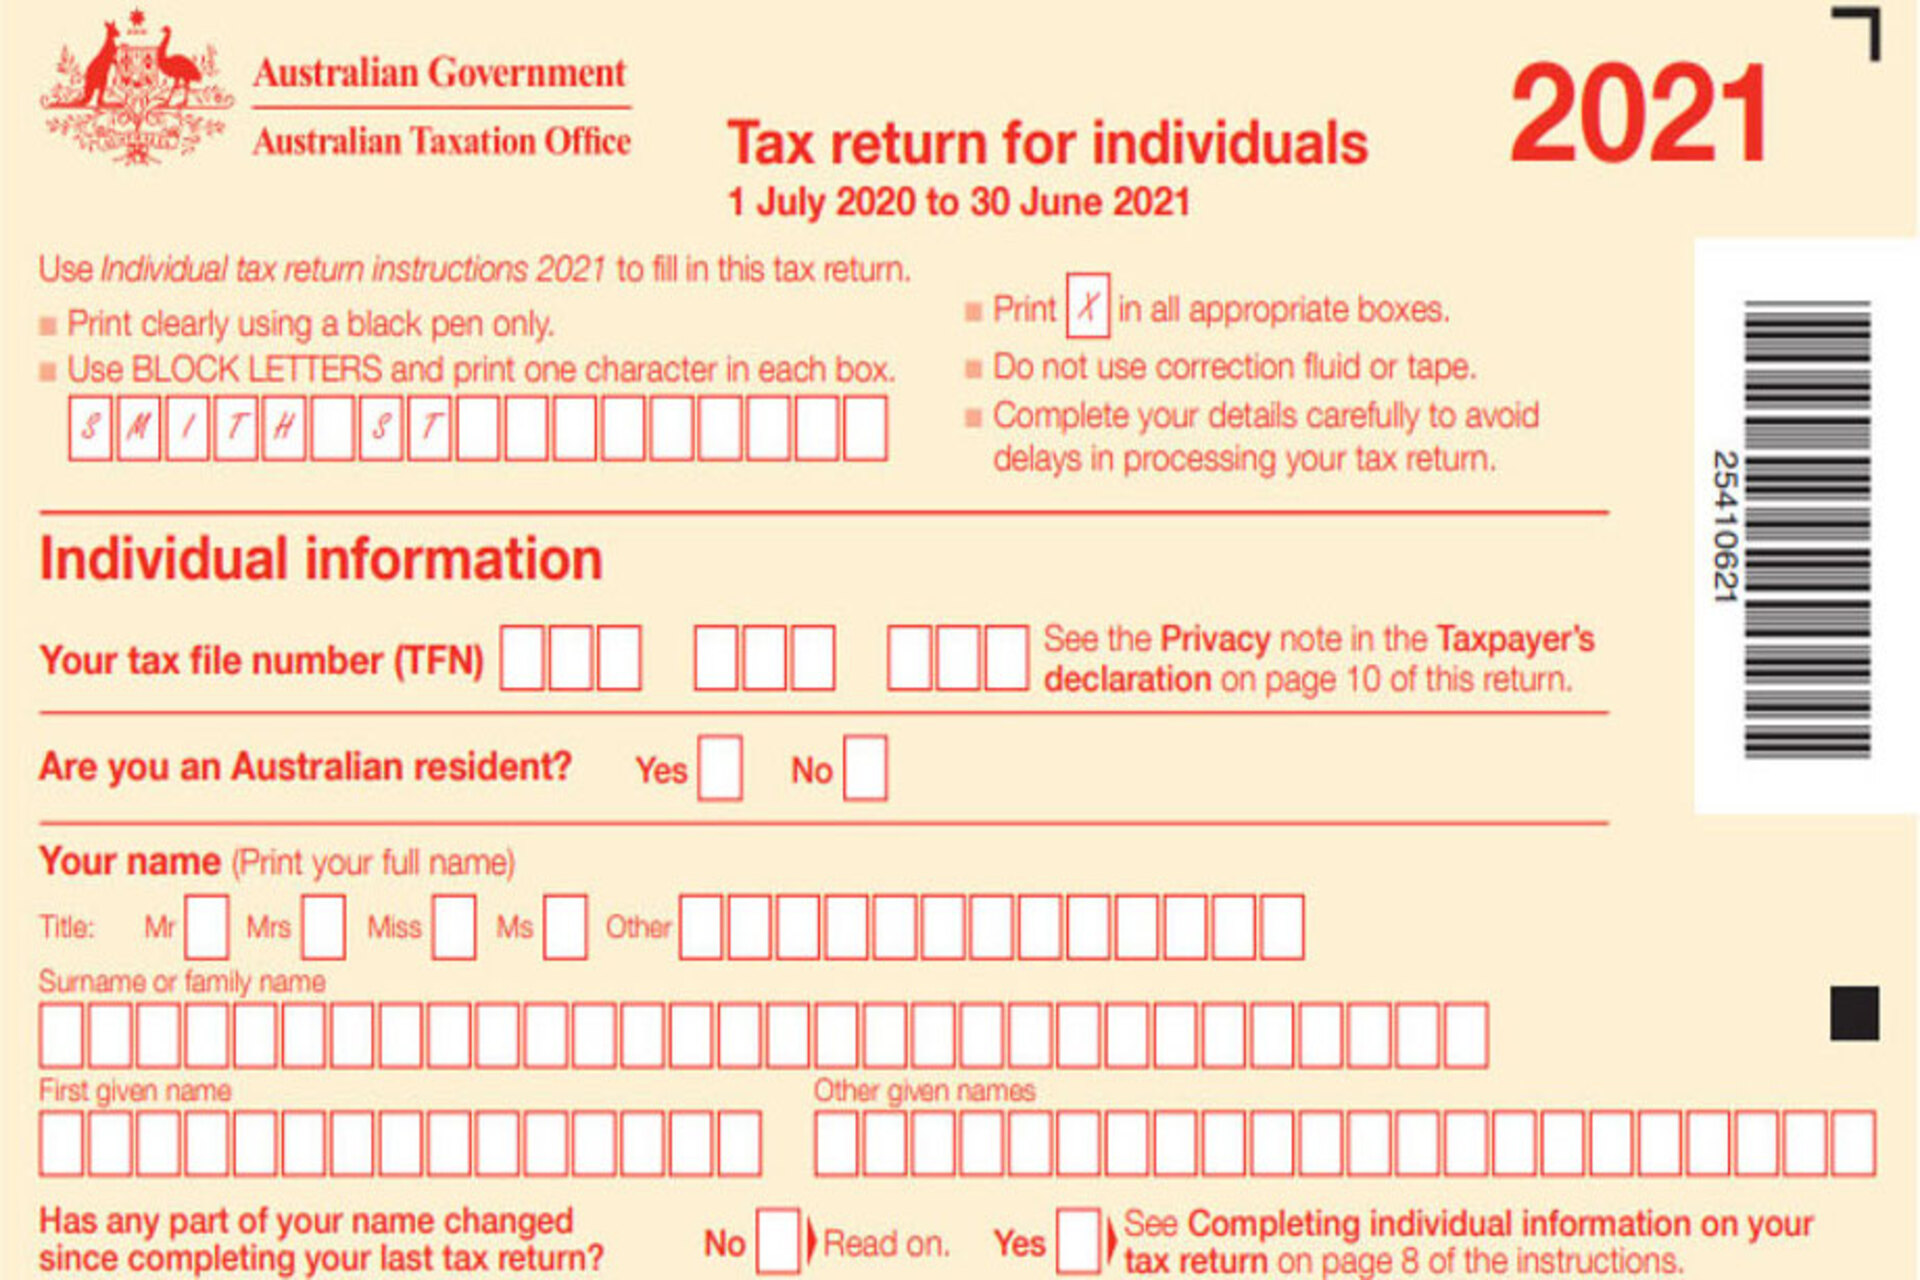 Australian Government
Australian Taxation Office
Tax return for individuals
1 July 2020 to 30 June 2021
2021
Use Individual tax return instructions 2021 to fill in this tax return.
Print clearly using a black pen only.
Use BLOCK LETTERS and print one character in each box.
SMITH ST
Print X in all appropriate boxes.
Do not use correction fluid or tape.
Complete your details carefully to avoid
delays in processing your tax return.
25410621
Individual information
Your tax file number (TFN)
See the Privacy note in the Taxpayer's
declaration on page 10 of this return.
Are you an Australian resident? Yes No
Your name (Print your full name)
Title: Mr Mrs Miss Ms Other
Surname or family name
First given name
Other given names
Has any part of your name changed
since completing your last tax return?
No Read on. Yes
See Completing individual information on your
tax return on page 8 of the instructions.